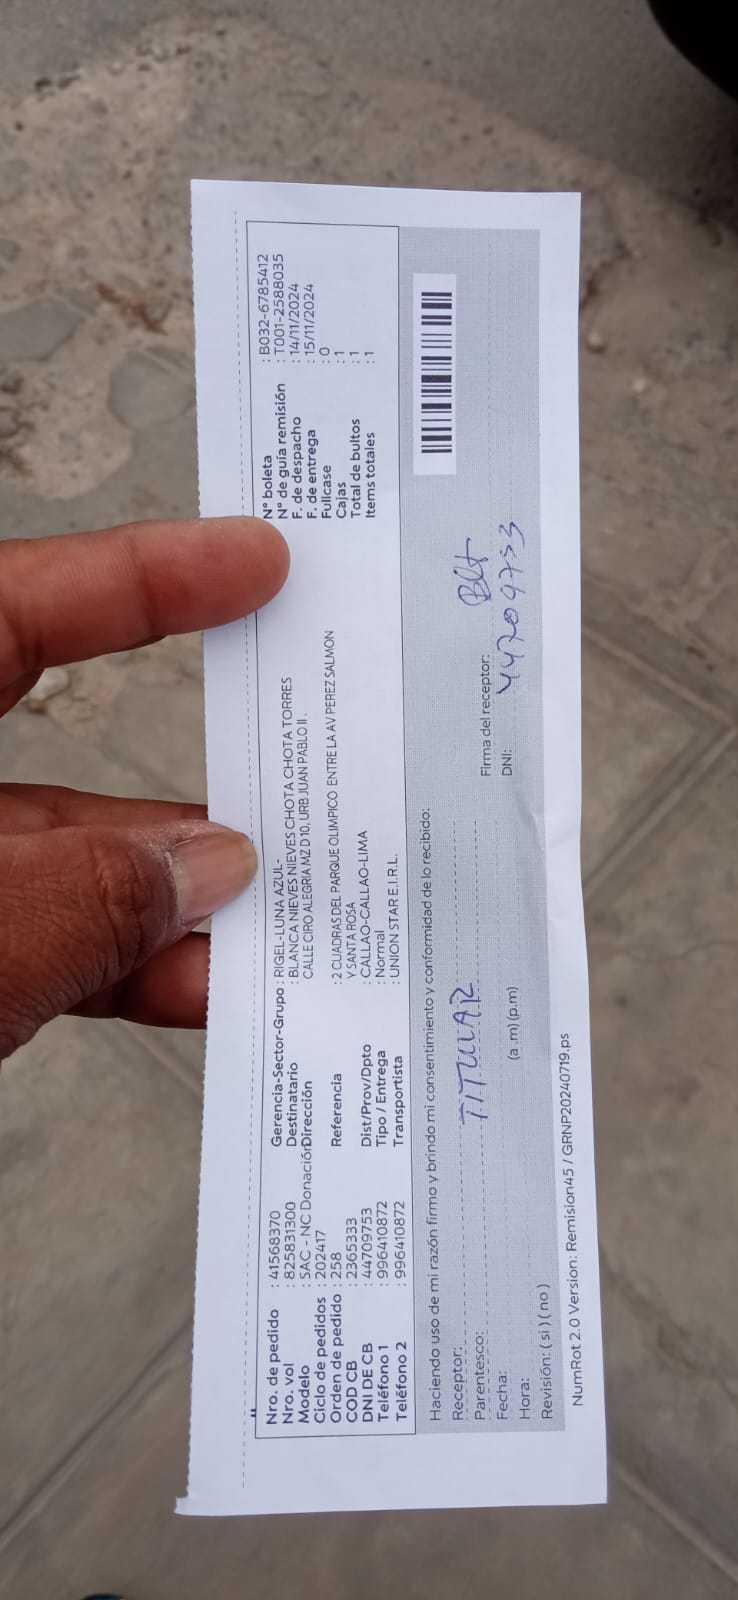 Nro. de pedido : 41568370
Nro. vol : 825831300
Modelo : SAC - NC Donación
Ciclo de pedidos : 202417
Orden de pedido : 258
COD CB : 2365333
DNI DE CB : 44709753
Teléfono 1 : 996410872
Teléfono 2 : 996410872
Gerencia-Sector-Grupo : RIGEL-LUNA AZUL-
Destinatario : BLANCA NIEVES NIEVES CHOTA CHOTA TORRES
Dirección CALLE CIRO ALEGRIA MZ D 10, URB JUAN PABLO II .
Referencia : 2 CUADRAS DEL PARQUE OLIMPICO ENTRE LA AV PEREZ SALMON
Y SANTA ROSA
Dist/Prov/Dpto : CALLAO-CALLAO-LIMA
Tipo / Entrega : Normal
Transportista : UNION STAR E.I.R.L.
N° boleta : B032-6785412
N° de guía remisión : T001-2588035
F. de despacho : 14/11/2024
F. de entrega : 15/11/2024
Fullcase : 0
Cajas : 1
Total de bultos : 1
Items totales : 1
Haciendo uso de mi razón firmo y brindo mi consentimiento y conformidad de lo recibido:
Receptor: TITULAR
Parentesco:
Fecha:
Hora: (a .m) (p.m)
Revisión: ( si ) ( no )
Firma del receptor:
DNI: 44709753
NumRot 2.0 Version: Remision45 / GRNP20240719.ps